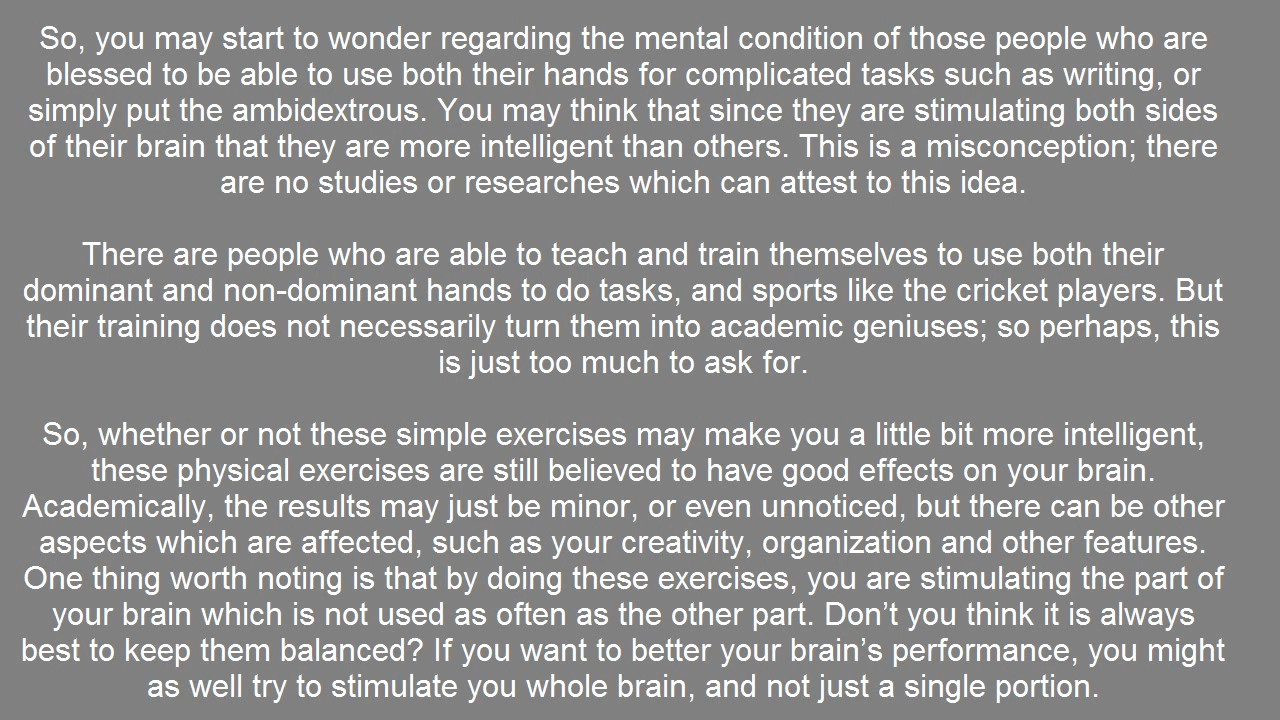 So, you may start to wonder regarding the mental condition of those people who are
blessed to be able to use both their hands for complicated tasks such as writing, or
simply put the ambidextrous. You may think that since they are stimulating both sides
of their brain that they are more intelligent than others. This is a misconception; there
are no studies or researches which can attest to this idea.
There are people who are able to teach and train themselves to use both their
dominant and non-dominant hands to do tasks, and sports like the cricket players. But
their training does not necessarily turn them into academic geniuses; so perhaps, this
is just too much to ask for.
So, whether or not these simple exercises may make you a little bit more intelligent,
these physical exercises are still believed to have good effects on your brain.
Academically, the results may just be minor, or even unnoticed, but there can be other
aspects which are affected, such as your creativity, organization and other features.
One thing worth noting is that by doing these exercises, you are stimulating the part of
your brain which is not used as often as the other part. Don’t you think it is always
best to keep them balanced? If you want to better your brain’s performance, you might
as well try to stimulate you whole brain, and not just a single portion.